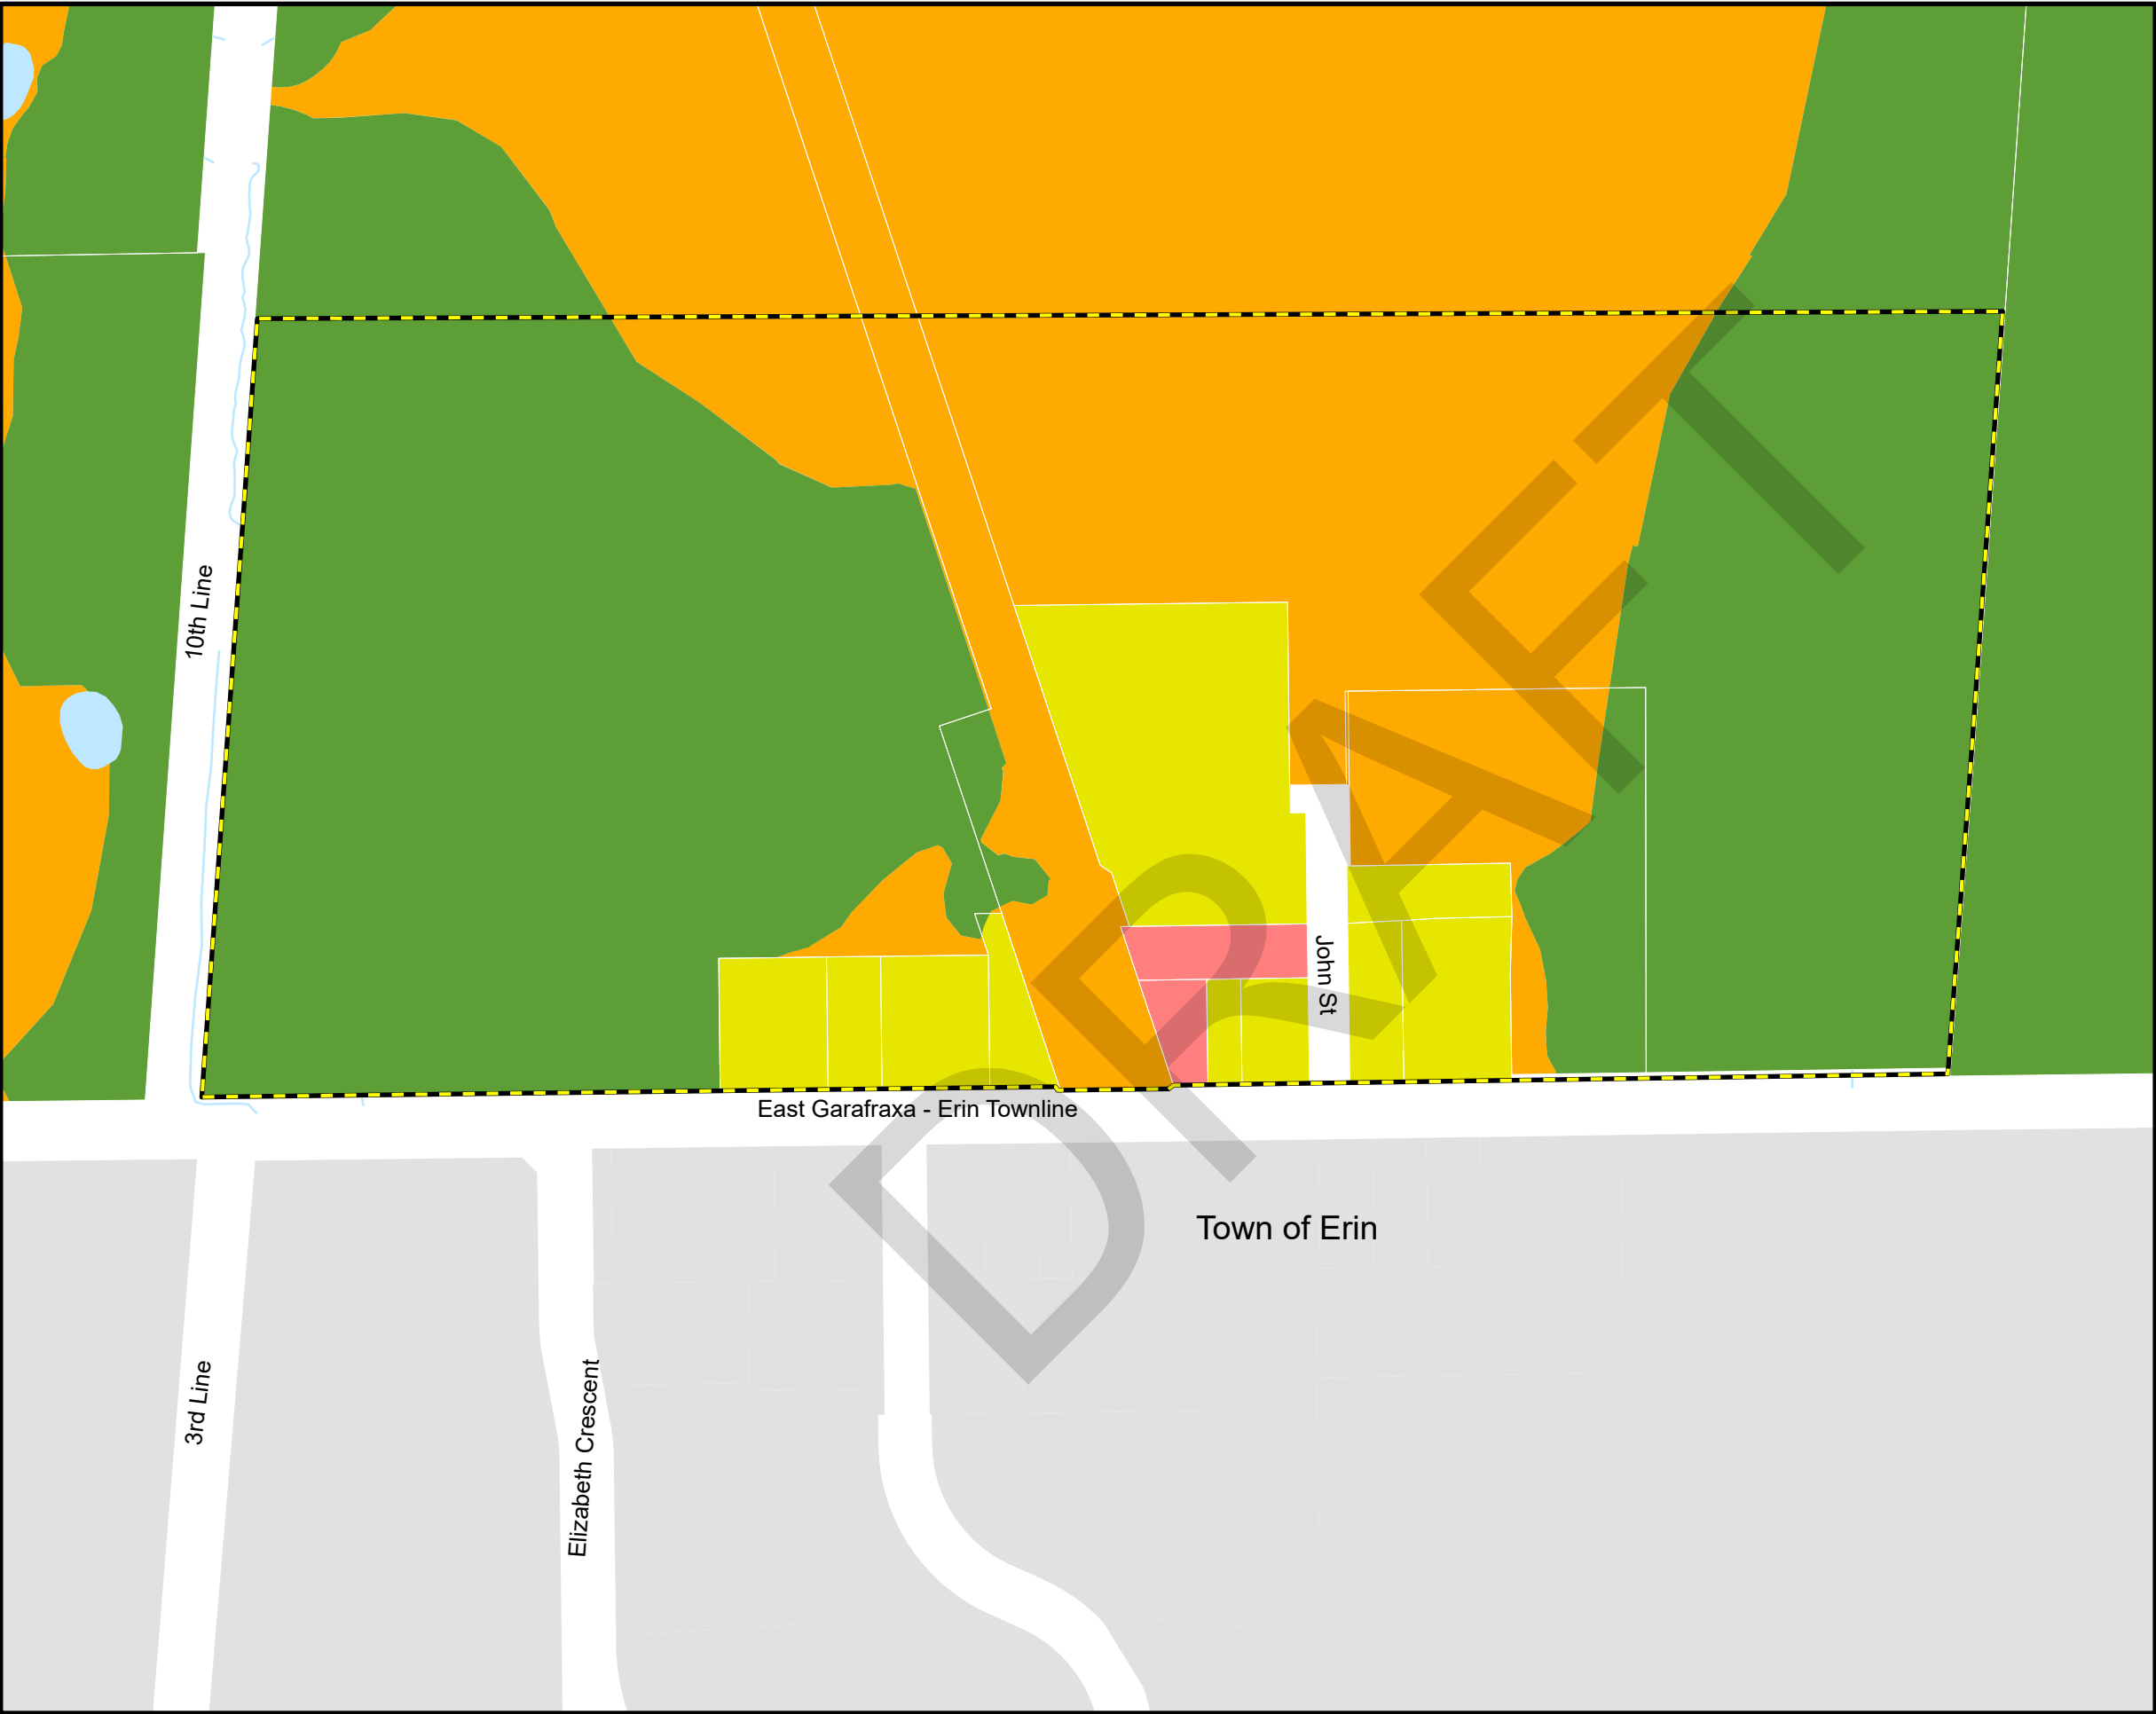 10th Line
John St
East Garafraxa - Erin Townline
Town of Erin
3rd Line
Elizabeth Crescent
DRAFT